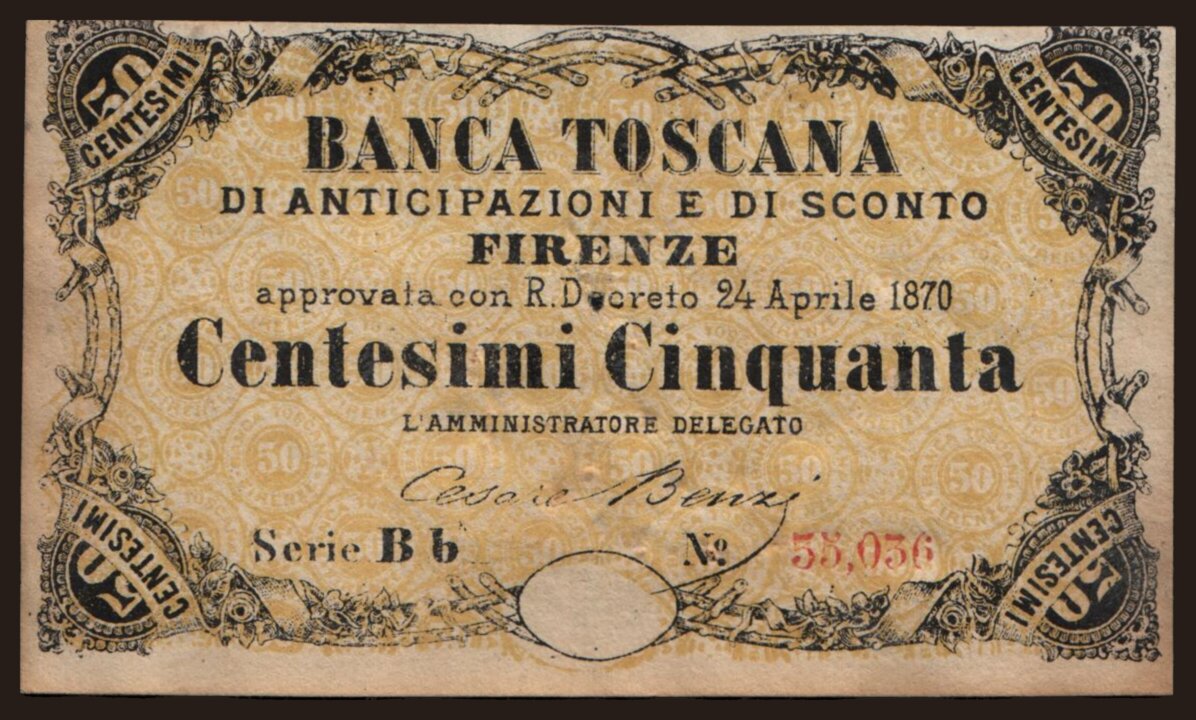 50 CENTESIMI
50 CENTESIMI
BANCA TOSCANA
DI ANTICIPAZIONI E DI SCONTO
FIRENZE
approvata con R. Decreto 24 Aprile 1870
Centesimi Cinquanta
L'AMMINISTRATORE DELEGATO
Cesare Benzi
Serie B b Nº 55,036
50 CENTESIMI
50 CENTESIMI